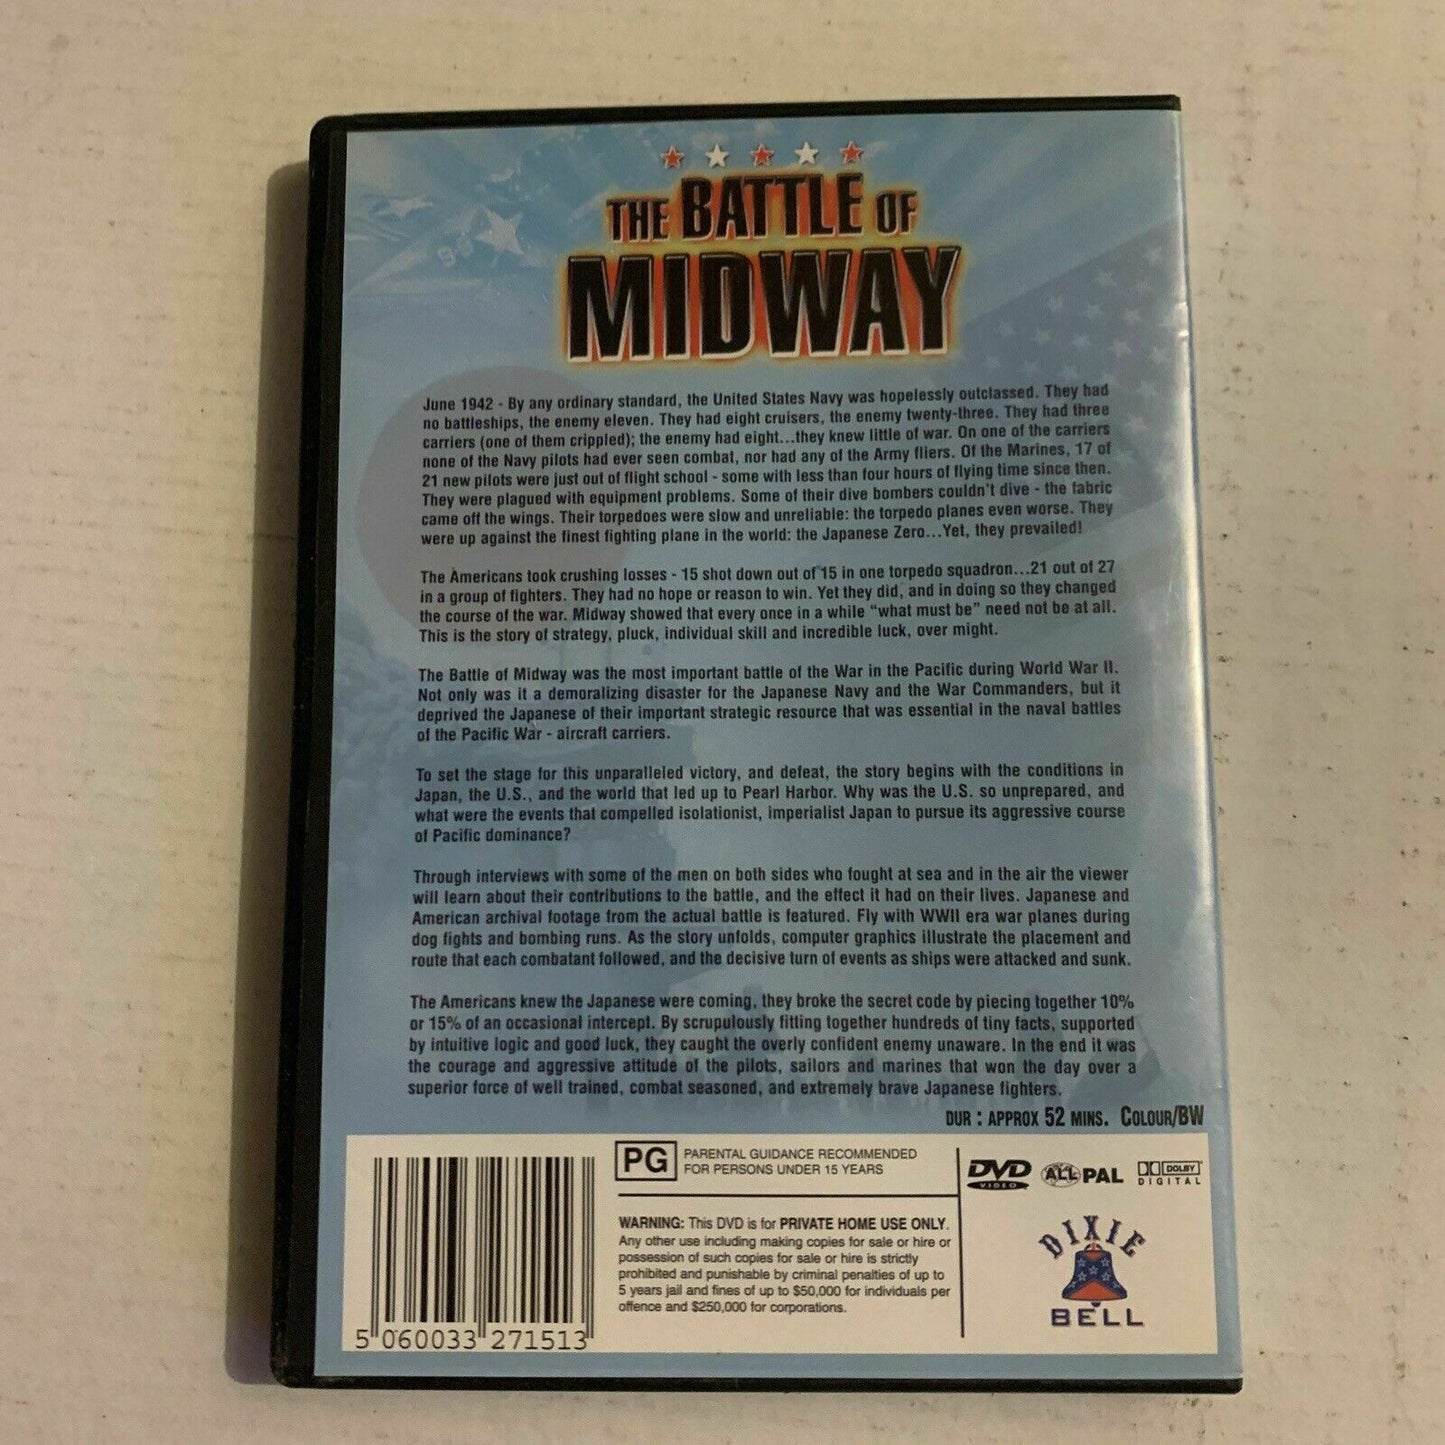 THE BATTLE OF
MIDWAY
June 1942 - By any ordinary standard, the United States Navy was hopelessly outclassed. They had
no battleships, the enemy eleven. They had eight cruisers, the enemy twenty-three. They had three
carriers (one of them crippled); the enemy had eight...they knew little of war. On one of the carriers
none of the Navy pilots had ever seen combat, nor had any of the Army fliers. Of the Marines, 17 of
21 new pilots were just out of flight school - some with less than four hours of flying time since then.
They were plagued with equipment problems. Some of their dive bombers couldn't dive - the fabric
came off the wings. Their torpedoes were slow and unreliable: the torpedo planes even worse. They
were up against the finest fighting plane in the world: the Japanese Zero...Yet, they prevailed!
The Americans took crushing losses - 15 shot down out of 15 in one torpedo squadron...21 out of 27
in a group of fighters. They had no hope or reason to win. Yet they did, and in doing so they changed
the course of the war. Midway showed that every once in a while "what must be" need not be at all.
This is the story of strategy, pluck, individual skill and incredible luck, over might.
The Battle of Midway was the most important battle of the War in the Pacific during World War II.
Not only was it a demoralizing disaster for the Japanese Navy and the War Commanders, but it
deprived the Japanese of their important strategic resource that was essential in the naval battles
of the Pacific War - aircraft carriers.
To set the stage for this unparalleled victory, and defeat, the story begins with the conditions in
Japan, the U.S., and the world that led up to Pearl Harbor. Why was the U.S. so unprepared, and
what were the events that compelled isolationist, imperialist Japan to pursue its aggressive course
of Pacific dominance?
Through interviews with some of the men on both sides who fought at sea and in the air the viewer
will learn about their contributions to the battle, and the effect it had on their lives. Japanese and
American archival footage from the actual battle is featured. Fly with WWII era war planes during
dog fights and bombing runs. As the story unfolds, computer graphics illustrate the placement and
route that each combatant followed, and the decisive turn of events as ships were attacked and sunk.
The Americans knew the Japanese were coming, they broke the secret code by piecing together 10%
or 15% of an occasional intercept. By scrupulously fitting together hundreds of tiny facts, supported
by intuitive logic and good luck, they caught the overly confident enemy unaware. In the end it was
the courage and aggressive attitude of the pilots, sailors and marines that won the day over a
superior force of well trained, combat seasoned, and extremely brave Japanese fighters.
DUR : APPROX 52 MINS. COLOUR/BW
PG
PARENTAL GUIDANCE RECOMMENDED
FOR PERSONS UNDER 15 YEARS
WARNING: This DVD is for PRIVATE HOME USE ONLY.
Any other use including making copies for sale or hire or
possession of such copies for sale or hire is strictly
prohibited and punishable by criminal penalties of up to
5 years jail and fines of up to $50,000 for individuals per
offence and $250,000 for corporations.
DVD
VIDEO
ALL PAL
DOLBY
DIGITAL
DIXIE
BELL
5 060033 271513